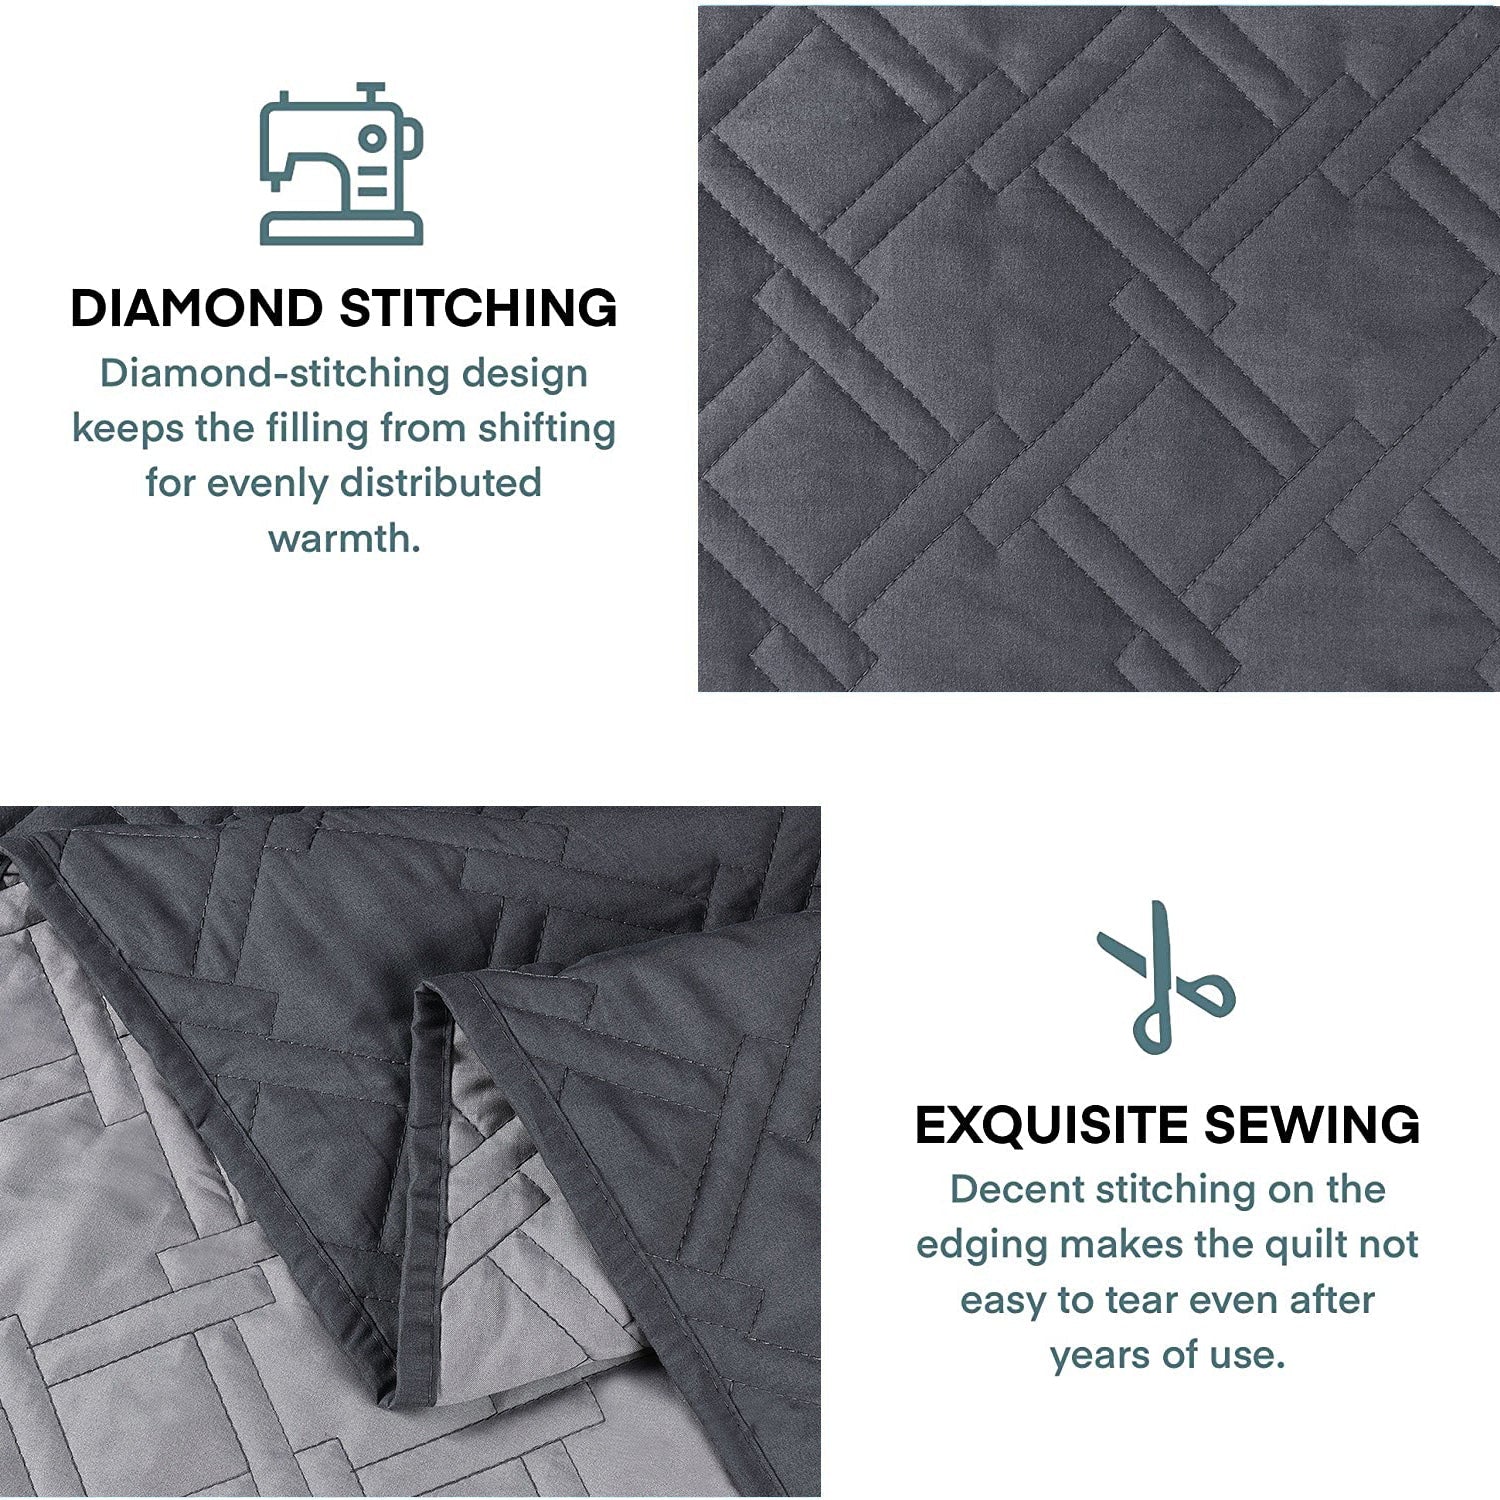 DIAMOND STITCHING
Diamond-stitching design
keeps the filling from shifting
for evenly distributed
warmth.
EXQUISITE SEWING
Decent stitching on the
edging makes the quilt not
easy to tear even after
years of use.